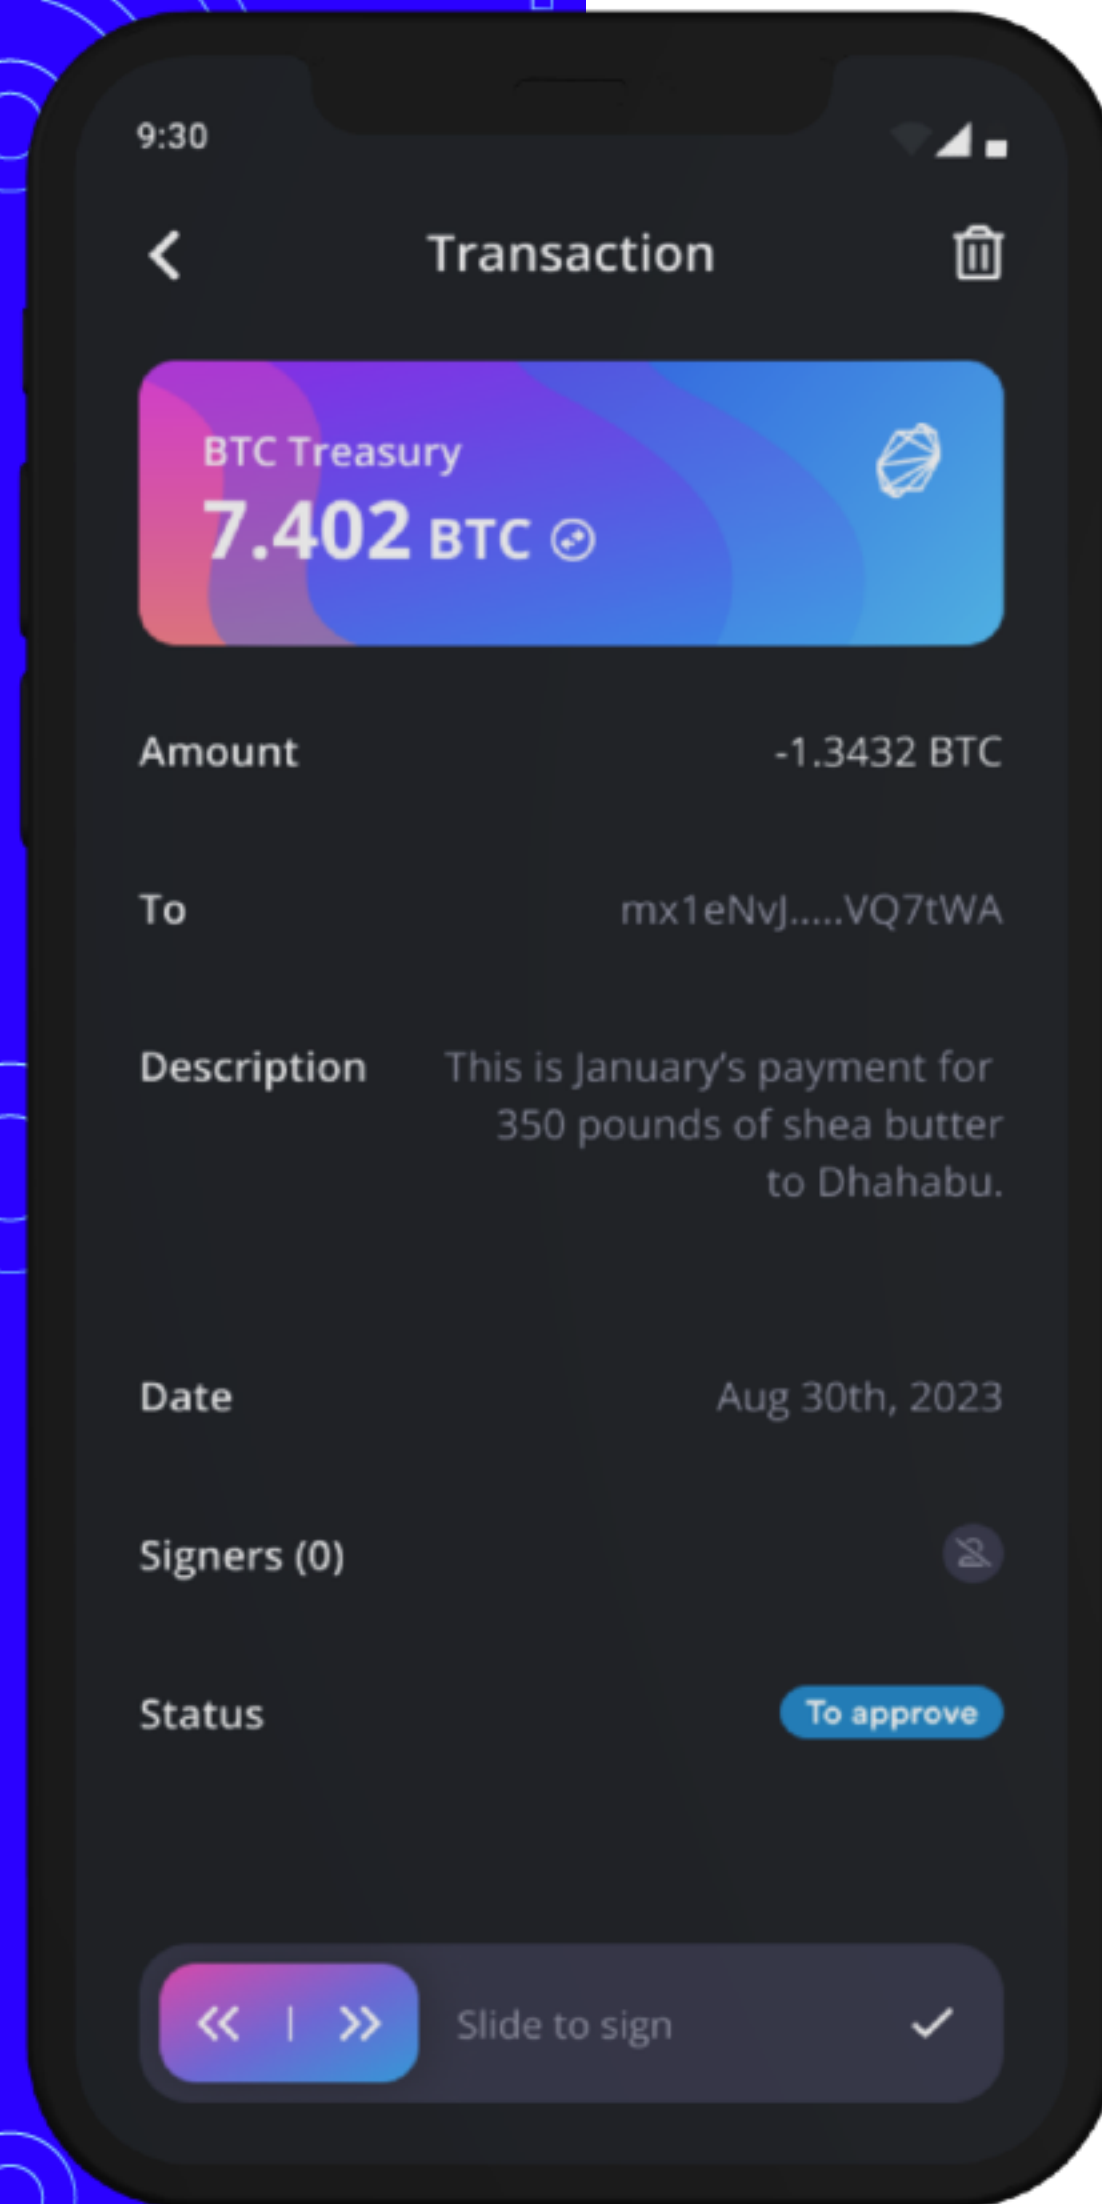 9:30
Transaction
BTC Treasury
7.402 BTC
Amount
-1.3432 BTC
To
mx1eNvJ.....VQ7tWA
Description
This is January’s payment for
350 pounds of shea butter
to Dhahabu.
Date
Aug 30th, 2023
Signers (0)
Status
To approve
Slide to sign